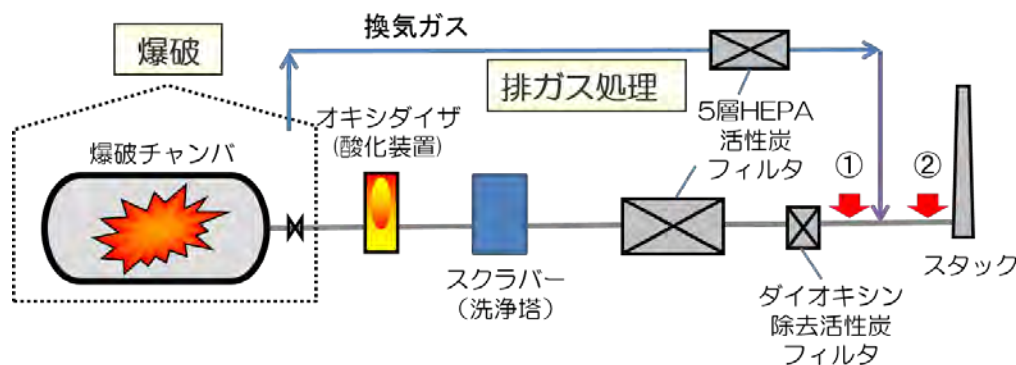 換気ガス
爆破
排ガス処理
オキシダイザ
(酸化装置)
5層HEPA
活性炭
フィルタ
爆破チャンバ
①
②
スクラバー
(洗浄塔)
スタック
ダイオキシン
除去活性炭
フィルタ